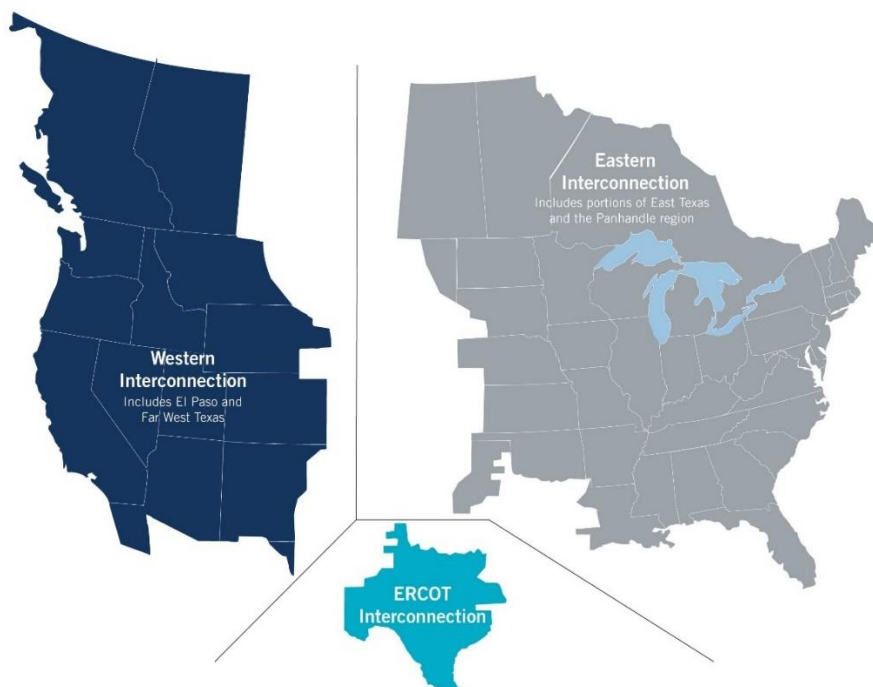 Western
Interconnection
Includes El Paso and
Far West Texas
Eastern
Interconnection
Includes portions of East Texas
and the Panhandle region
ERCOT
Interconnection